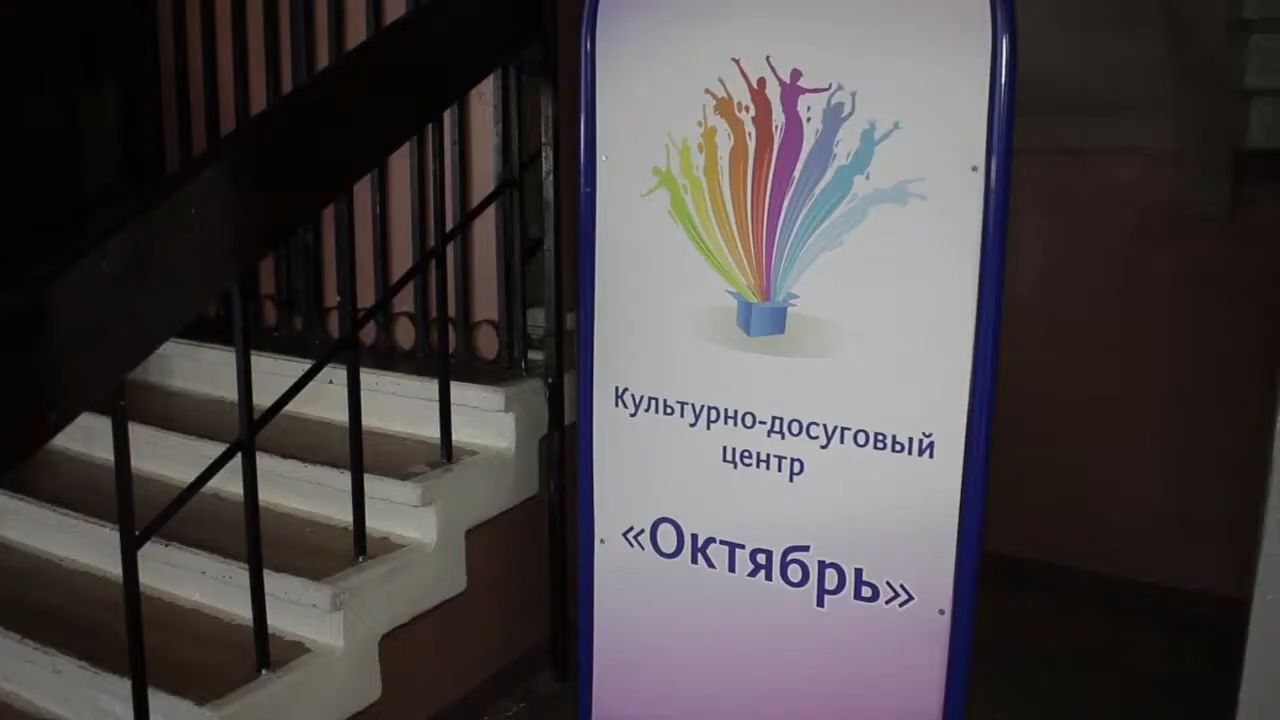 Культурно-досуговый
центр
«Октябрь»